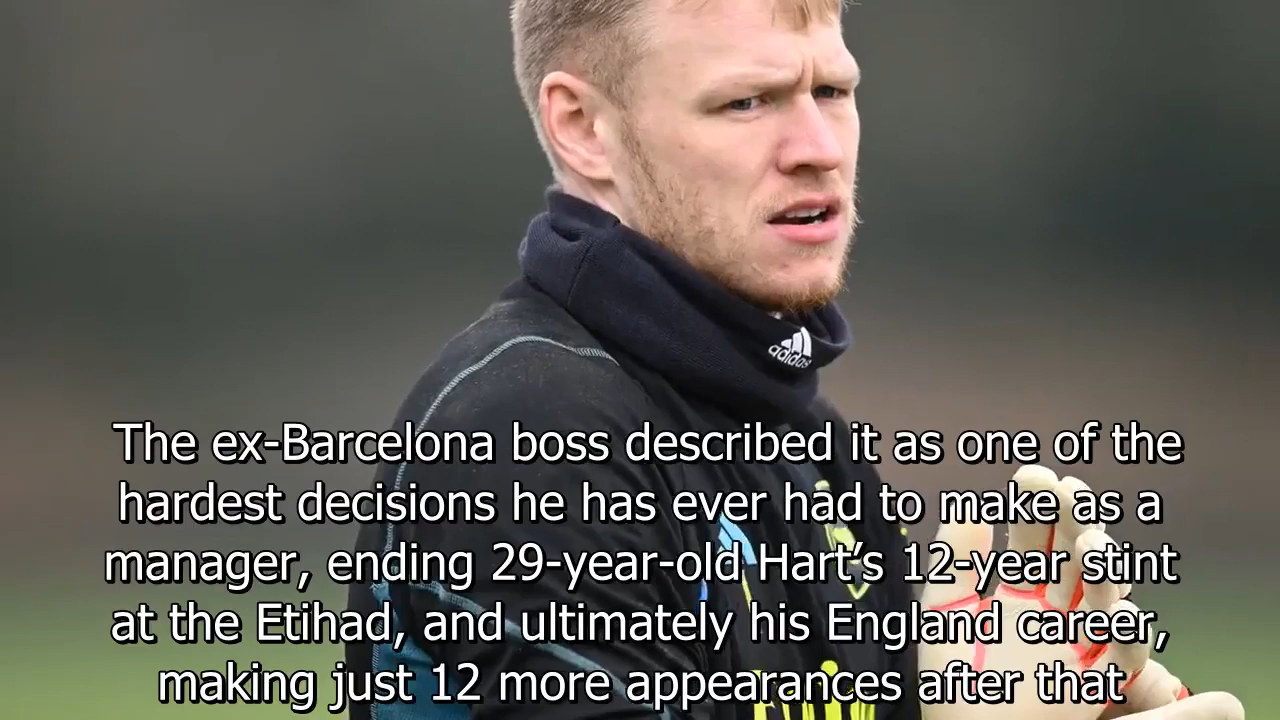 adidas
The ex-Barcelona boss described it as one of the
hardest decisions he has ever had to make as a
manager, ending 29-year-old Hart’s 12-year stint
at the Etihad, and ultimately his England career,
making just 12 more appearances after that